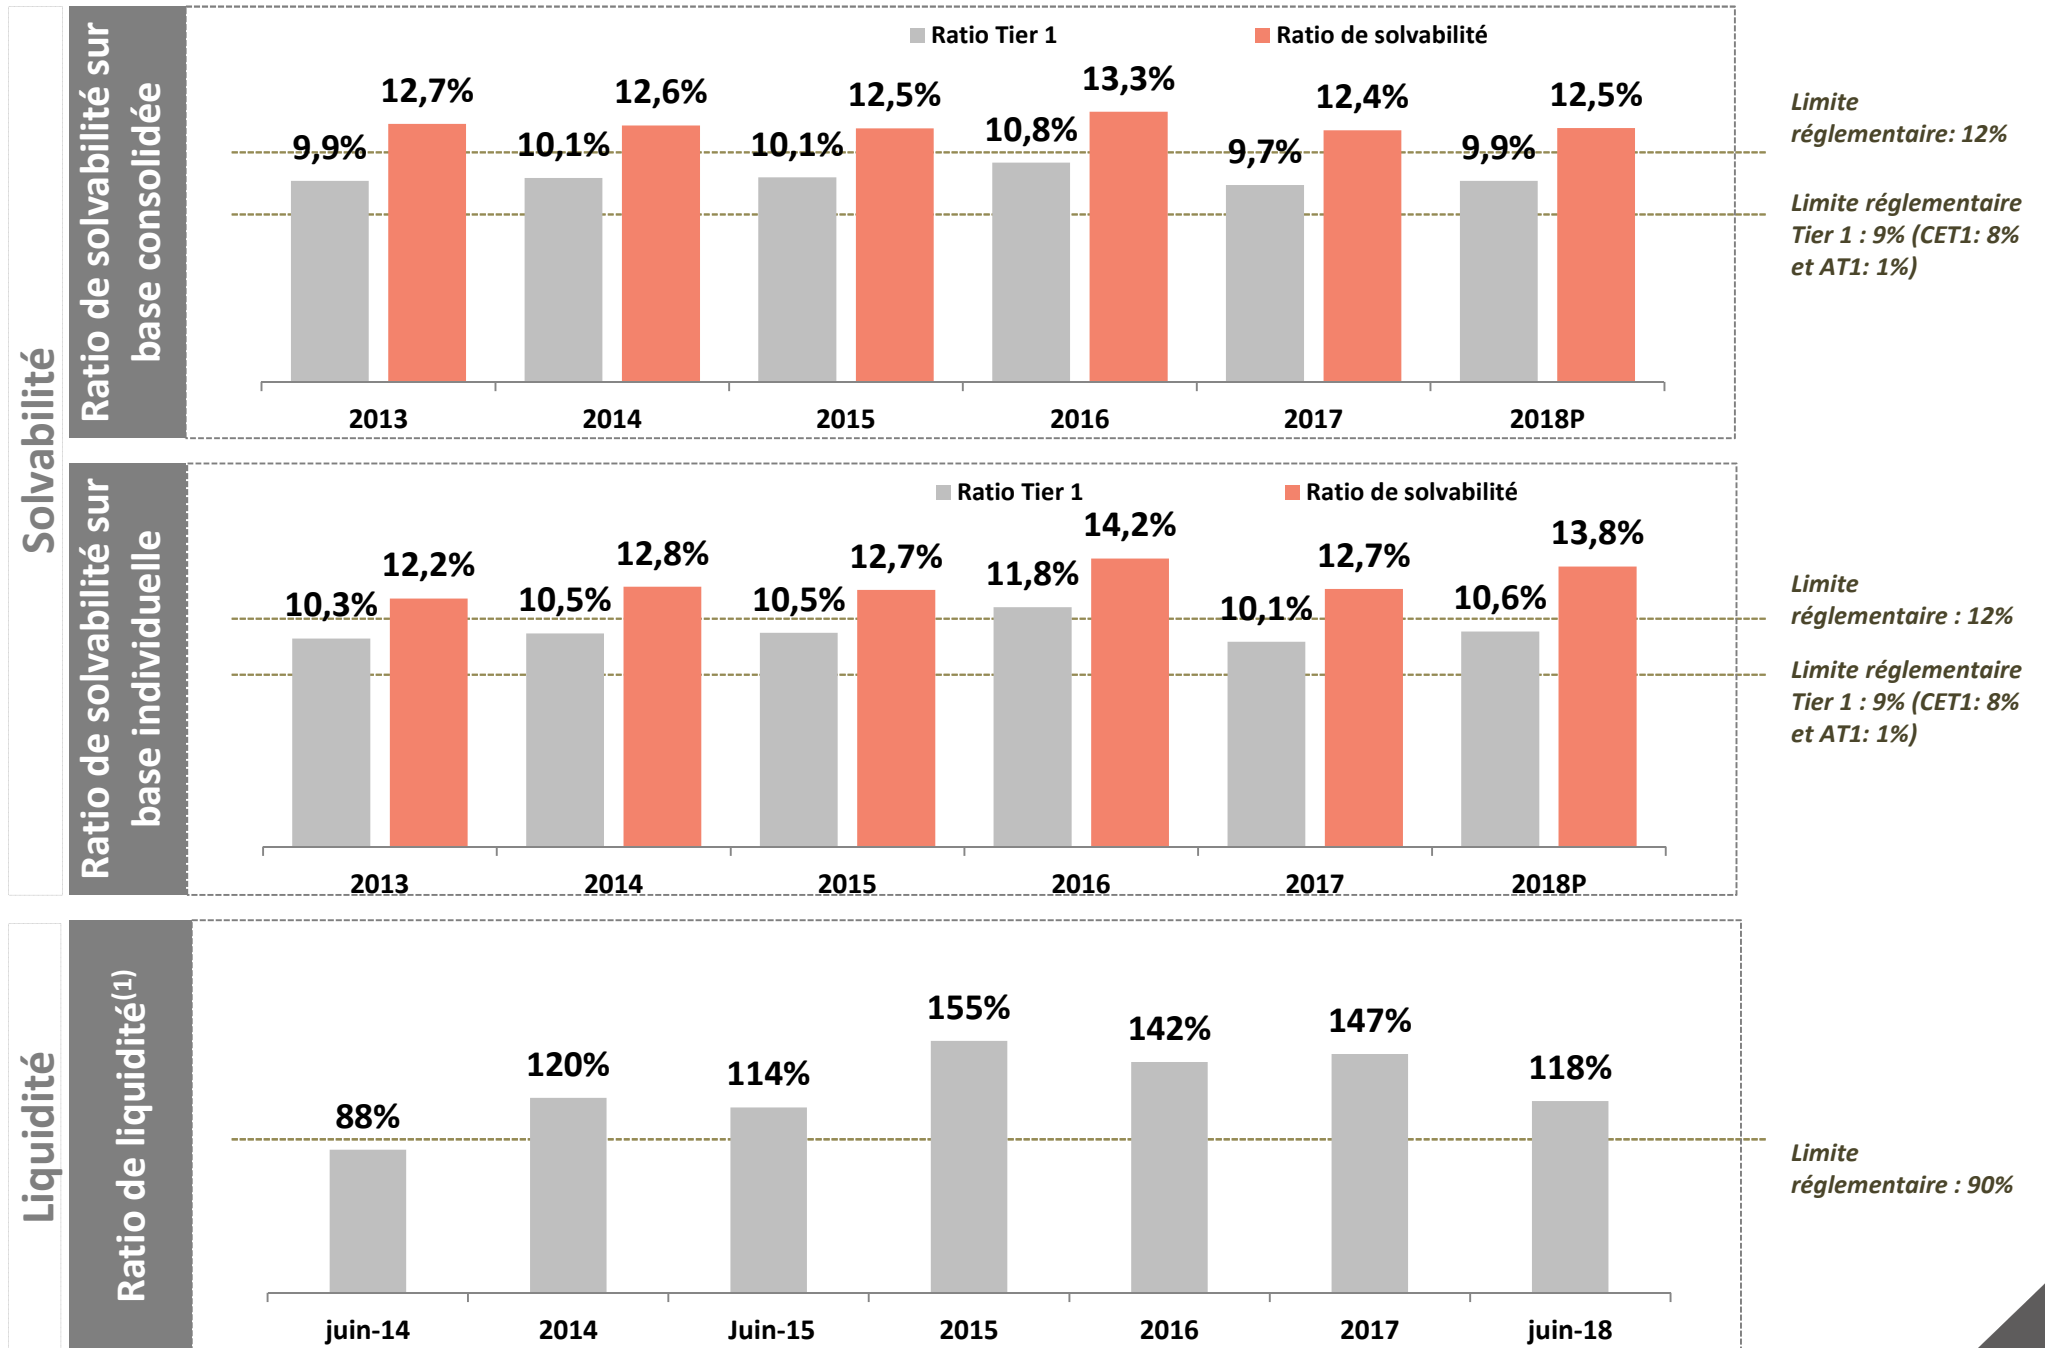 Solvabilité
Ratio de solvabilité sur
base consolidée
Ratio Tier 1
Ratio de solvabilité
9,9%
12,7%
10,1%
12,6%
10,1%
12,5%
10,8%
13,3%
9,7%
12,4%
9,9%
12,5%
2013
2014
2015
2016
2017
2018P
Limite
réglementaire: 12%
Limite réglementaire
Tier 1 : 9% (CET1: 8%
et AT1: 1%)
Ratio de solvabilité sur
base individuelle
Ratio Tier 1
Ratio de solvabilité
10,3%
12,2%
10,5%
12,8%
10,5%
12,7%
11,8%
14,2%
10,1%
12,7%
10,6%
13,8%
2013
2014
2015
2016
2017
2018P
Limite
réglementaire : 12%
Limite réglementaire
Tier 1 : 9% (CET1: 8%
et AT1: 1%)
Liquidité
Ratio de liquidité(1)
88%
120%
114%
155%
142%
147%
118%
juin-14
2014
Juin-15
2015
2016
2017
juin-18
Limite
réglementaire : 90%